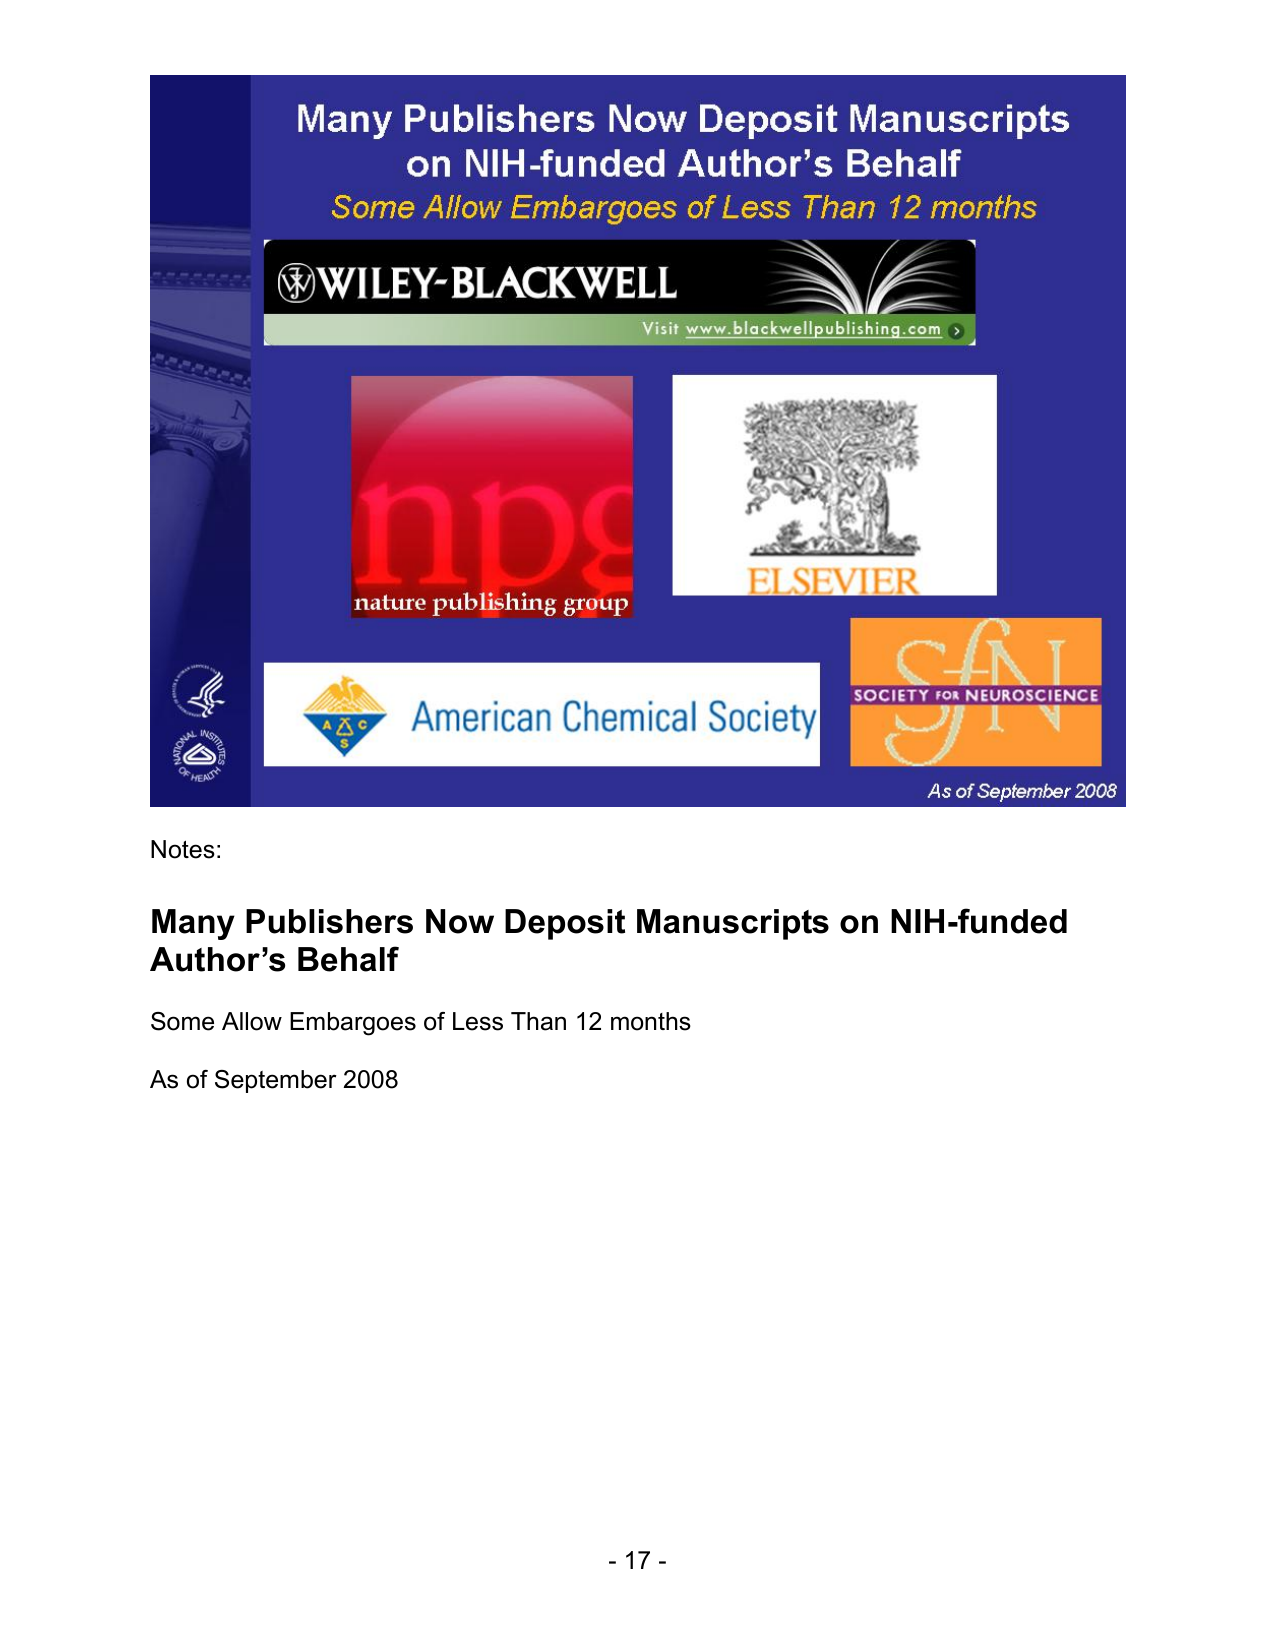 Many Publishers Now Deposit Manuscripts
on NIH-funded Author’s Behalf
Some Allow Embargoes of Less Than 12 months
WILEY-BLACKWELL
Visit www.blackwellpublishing.com
npg
nature publishing group
ELSEVIER
A C S
American Chemical Society
SfN
SOCIETY FOR NEUROSCIENCE
NATIONAL INSTITUTES OF HEALTH
As of September 2008
Notes:
Many Publishers Now Deposit Manuscripts on NIH-funded
Author’s Behalf
Some Allow Embargoes of Less Than 12 months
As of September 2008
- 17 -